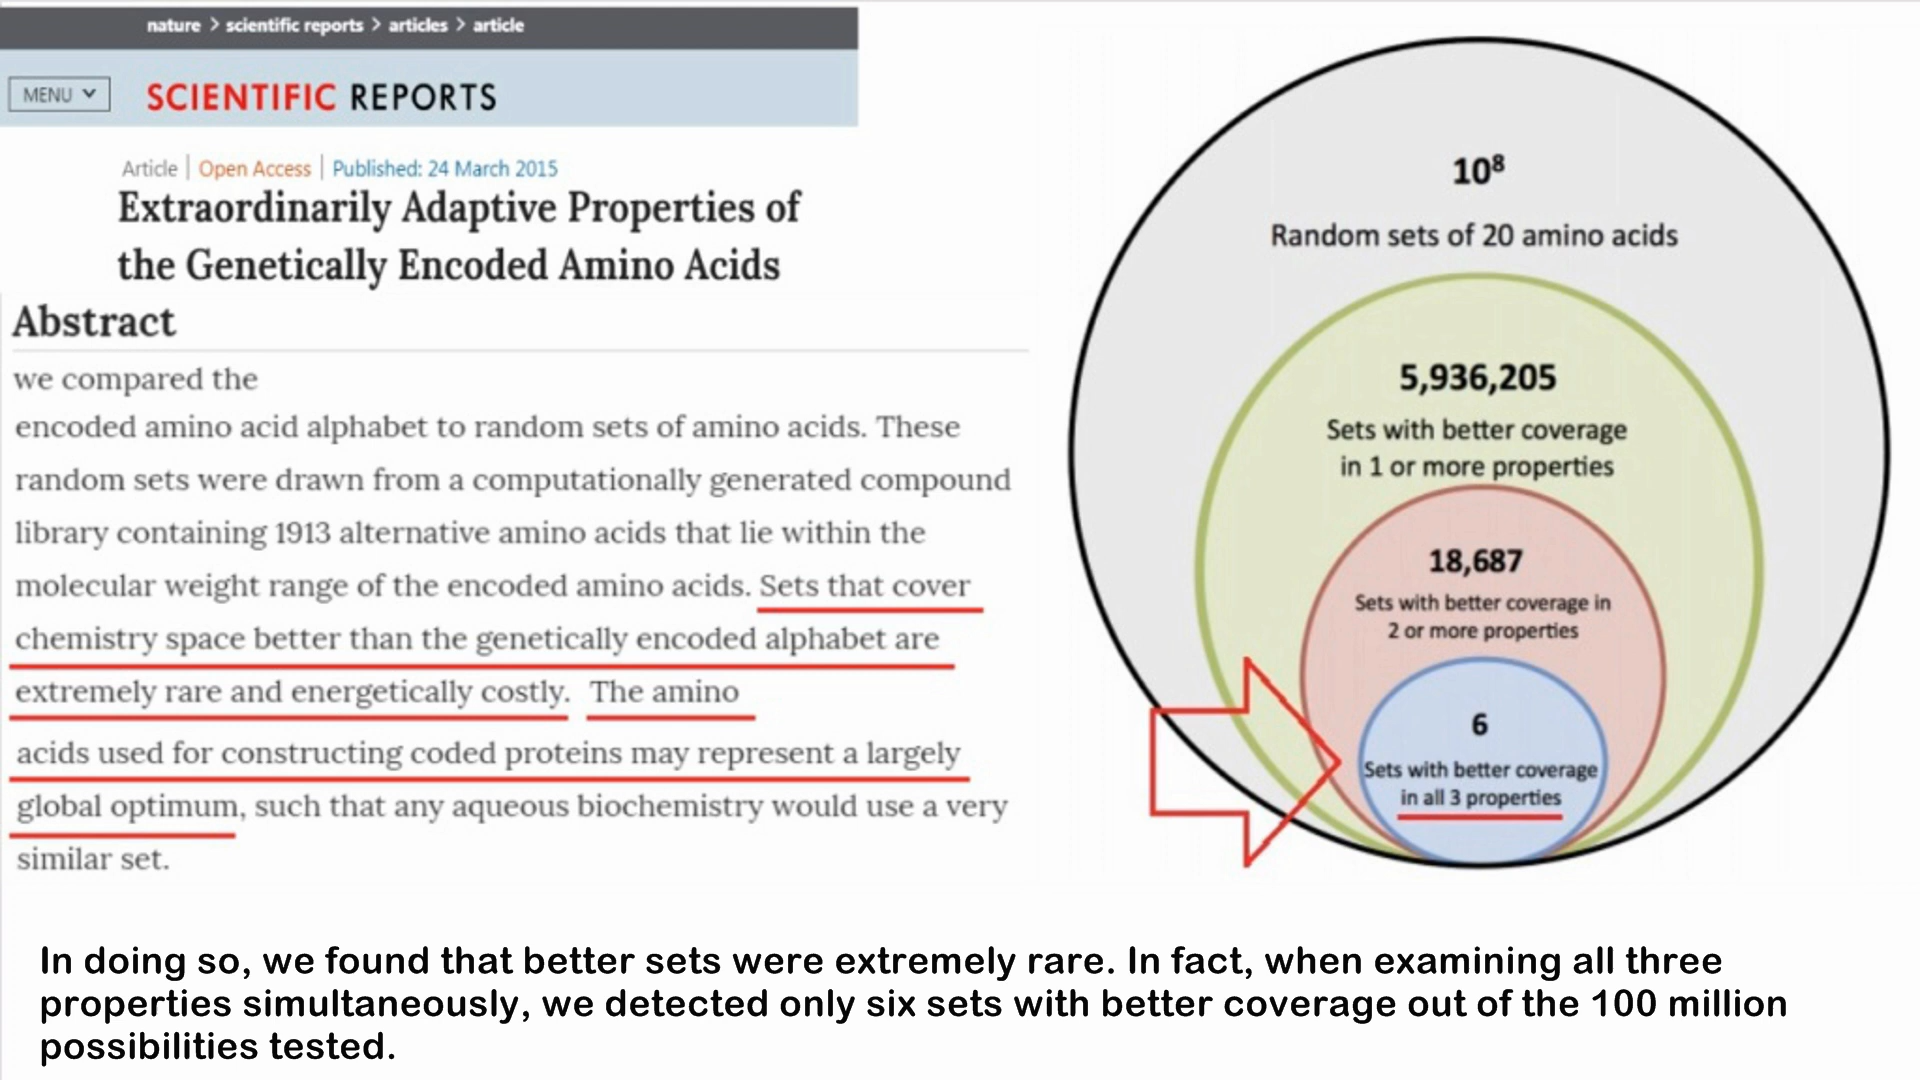 nature > scientific reports > articles > article
MENU
SCIENTIFIC REPORTS
Article | Open Access | Published: 24 March 2015
Extraordinarily Adaptive Properties of
the Genetically Encoded Amino Acids
Abstract
we compared the
encoded amino acid alphabet to random sets of amino acids. These
random sets were drawn from a computationally generated compound
library containing 1913 alternative amino acids that lie within the
molecular weight range of the encoded amino acids. Sets that cover
chemistry space better than the genetically encoded alphabet are
extremely rare and energetically costly. The amino
acids used for constructing coded proteins may represent a largely
global optimum, such that any aqueous biochemistry would use a very
similar set.
10⁸
Random sets of 20 amino acids
5,936,205
Sets with better coverage
in 1 or more properties
18,687
Sets with better coverage in
2 or more properties
6
Sets with better coverage
in all 3 properties
In doing so, we found that better sets were extremely rare. In fact, when examining all three
properties simultaneously, we detected only six sets with better coverage out of the 100 million
possibilities tested.